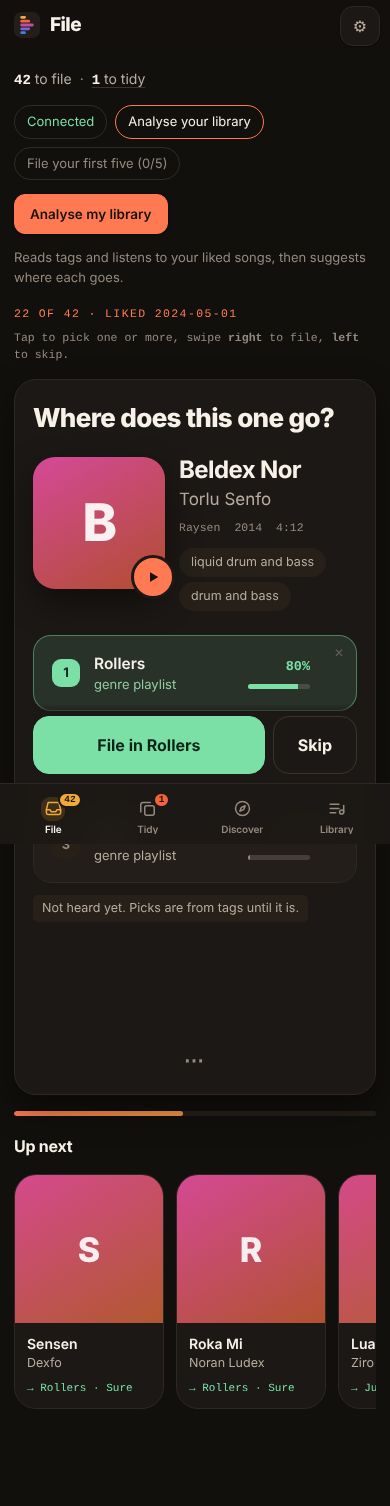 File
42 to file · 1 to tidy
Connected
Analyse your library
File your first five (0/5)
Analyse my library
Reads tags and listens to your liked songs, then suggests
where each goes.
22 OF 42 · LIKED 2024-05-01
Tap to pick one or more, swipe right to file, left
to skip.
Where does this one go?
B
Beldex Nor
Torlu Senfo
Raysen 2014 4:12
liquid drum and bass
drum and bass
1
Rollers
genre playlist
80%
×
File in Rollers
Skip
42
File
1
Tidy
Discover
Library
genre playlist
Not heard yet. Picks are from tags until it is.
...
Up next
S
Sensen
Dexfo
→ Rollers · Sure
R
Roka Mi
Noran Ludex
→ Rollers · Sure
Lua
Ziro
→ Ju